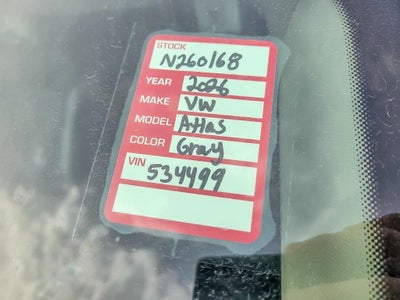 STOCK
N260168
YEAR 2026
MAKE VW
MODEL Atlas
COLOR Gray
VIN
534499